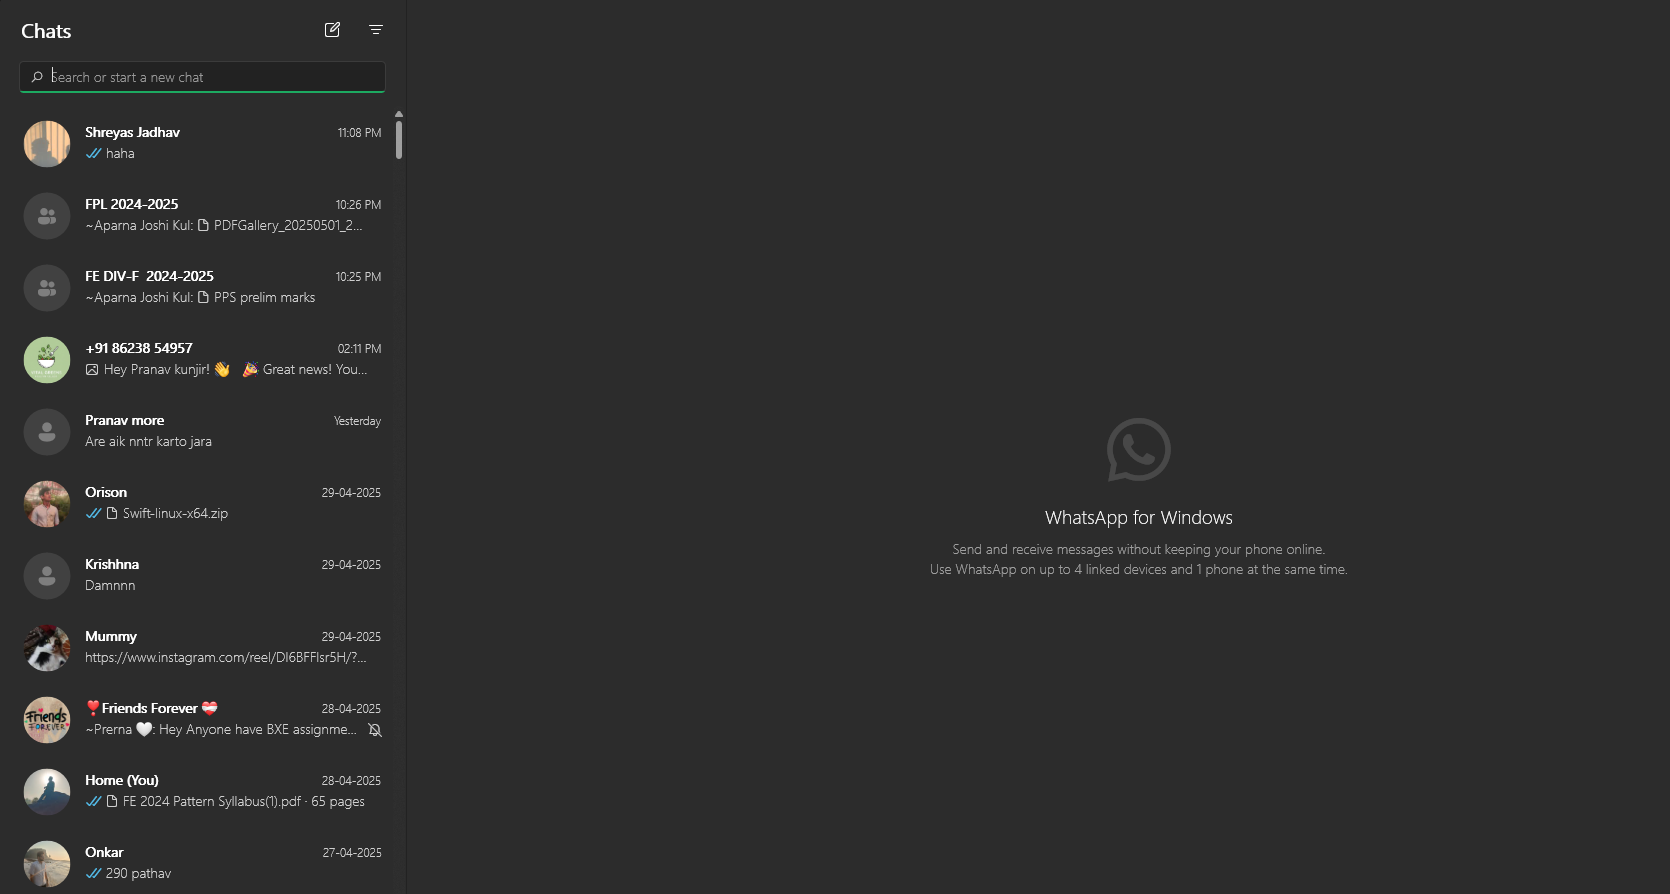 Chats
Search or start a new chat
Shreyas Jadhav 11:08 PM
haha
FPL 2024-2025 10:26 PM
~Aparna Joshi Kul: PDFGallery_20250501_2...
FE DIV-F 2024-2025 10:25 PM
~Aparna Joshi Kul: PPS prelim marks
+91 86238 54957 02:11 PM
Hey Pranav kunjir! 👋 🎉 Great news! You...
Pranav more Yesterday
Are aik nntr karto jara
Orison 29-04-2025
Swift-linux-x64.zip
Krishhna 29-04-2025
Damnnn
Mummy 29-04-2025
https://www.instagram.com/reel/DI6BFFlsr5H/?...
Friends FOREVER
❣️Friends Forever 💝 28-04-2025
~Prerna 🤍: Hey Anyone have BXE assignme...
Home (You) 28-04-2025
FE 2024 Pattern Syllabus(1).pdf · 65 pages
Onkar 27-04-2025
290 pathav
WhatsApp for Windows
Send and receive messages without keeping your phone online.
Use WhatsApp on up to 4 linked devices and 1 phone at the same time.